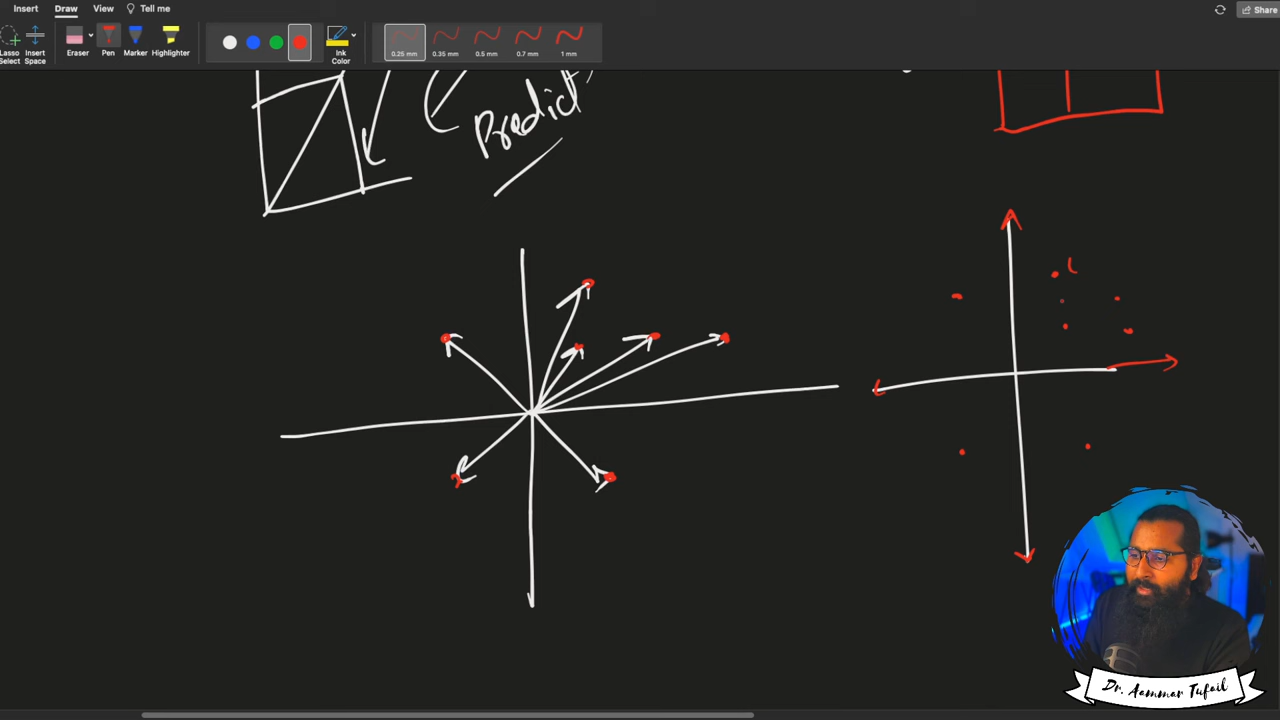 Insert Draw View Tell me
Share
Lasso Select
Insert Space
Eraser
Pen
Marker
Highlighter
Ink Color
0.25 mm
0.35 mm
0.5 mm
0.7 mm
1 mm
Predict
Dr. Aammar Tufail